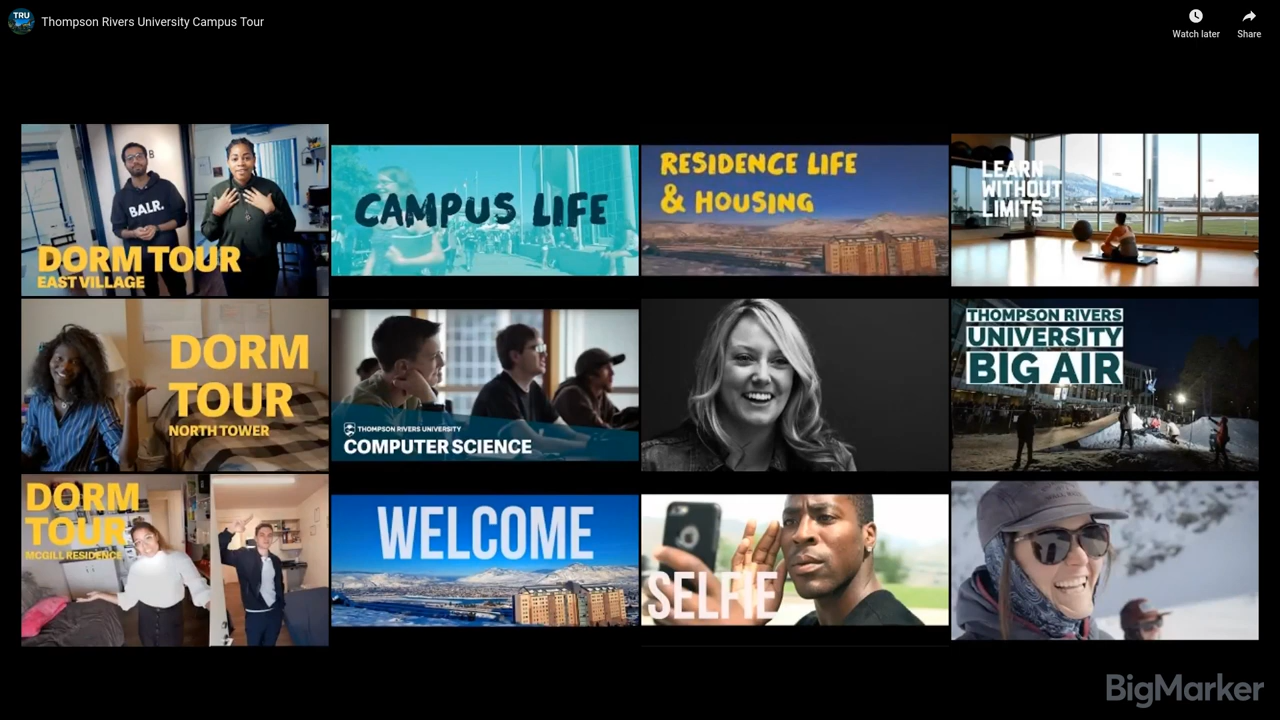 TRU
Thompson Rivers University Campus Tour
Watch later
Share
BALR.
DORM TOUR
EAST VILLAGE
CAMPUS LIFE
RESIDENCE LIFE
& HOUSING
LEARN
WITHOUT
LIMITS
DORM
TOUR
NORTH TOWER
THOMPSON RIVERS UNIVERSITY
COMPUTER SCIENCE
THOMPSON RIVERS
UNIVERSITY
BIG AIR
DORM
TOUR
MCGILL RESIDENCE
WELCOME
SELFIE
BigMarker